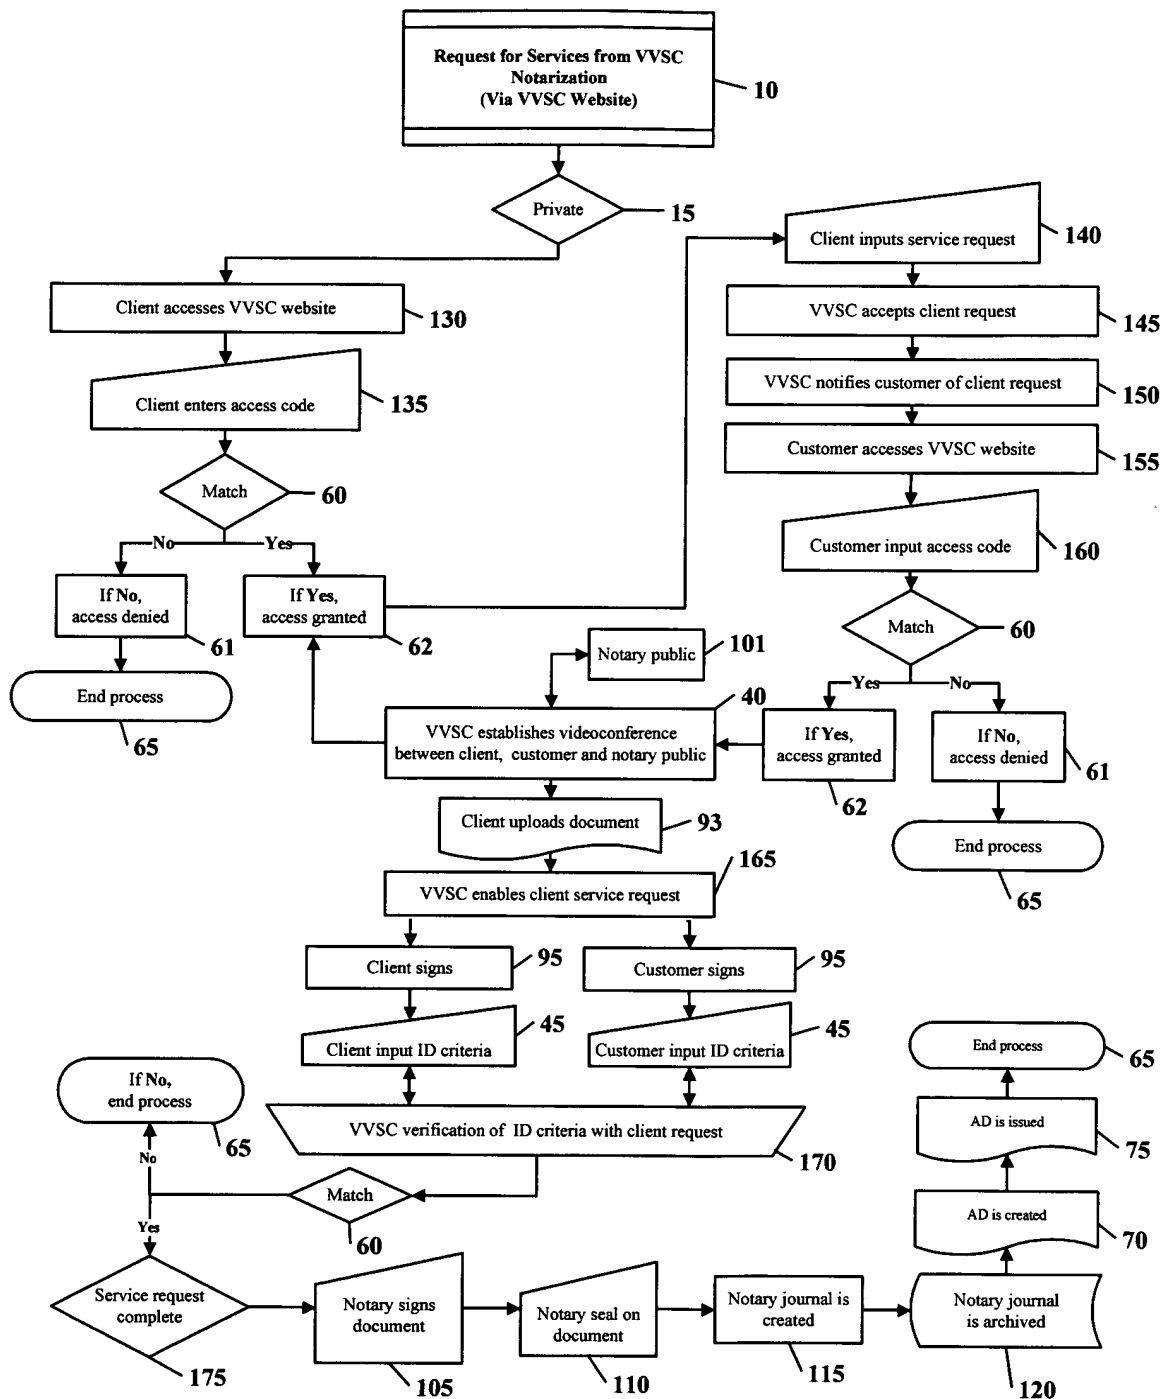 Request for Services from VVSC
Notarization
(Via VVSC Website)
10
Private
15
Client accesses VVSC website
130
Client enters access code
135
Match
60
No
Yes
If No,
access denied
61
If Yes,
access granted
62
End process
65
Client inputs service request
140
VVSC accepts client request
145
VVSC notifies customer of client request
150
Customer accesses VVSC website
155
Customer input access code
160
Match
60
Yes
No
If Yes,
access granted
62
If No,
access denied
61
End process
65
Notary public
101
VVSC establishes videoconference
between client, customer and notary public
40
Client uploads document
93
VVSC enables client service request
165
Client signs
95
Customer signs
95
Client input ID criteria
45
Customer input ID criteria
45
VVSC verification of ID criteria with client request
170
Match
60
No
Yes
If No,
end process
65
Service request
complete
175
Notary signs
document
105
Notary seal on
document
110
Notary journal is
created
115
Notary journal
is archived
120
AD is created
70
AD is issued
75
End process
65